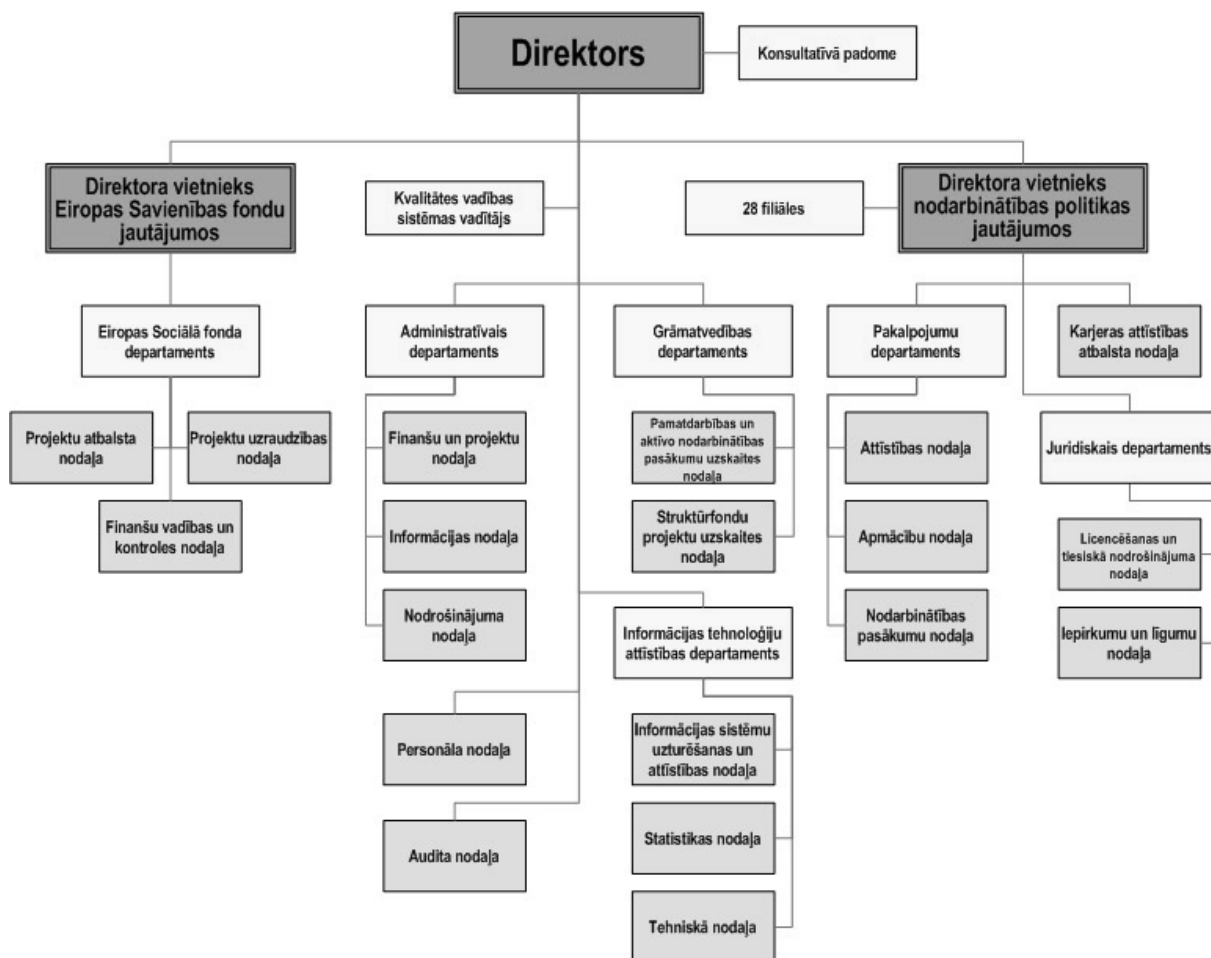 Direktors
Konsultatīvā padome
Direktora vietnieks
Eiropas Savienības fondu
jautājumos
Kvalitātes vadības
sistēmas vadītājs
28 filiāles
Direktora vietnieks
nodarbinātības politikas
jautājumos
Eiropas Sociālā fonda
departaments
Administratīvais
departaments
Grāmatvedības
departaments
Pakalpojumu
departaments
Karjeras attīstības
atbalsta nodaļa
Projektu atbalsta
nodaļa
Projektu uzraudzības
nodaļa
Finanšu vadības un
kontroles nodaļa
Finanšu un projektu
nodaļa
Informācijas nodaļa
Nodrošinājuma
nodaļa
Pamatdarbības un
aktīvo nodarbinātības
pasākumu uzskaites
nodaļa
Struktūrfondu
projektu uzskaites
nodaļa
Attīstības nodaļa
Apmācību nodaļa
Nodarbinātības
pasākumu nodaļa
Juridiskais departaments
Licencēšanas un
tiesiskā nodrošinājuma
nodaļa
Iepirkumu un līgumu
nodaļa
Informācijas tehnoloģiju
attīstības departaments
Personāla nodaļa
Audita nodaļa
Informācijas sistēmu
uzturēšanas un
attīstības nodaļa
Statistikas nodaļa
Tehniskā nodaļa